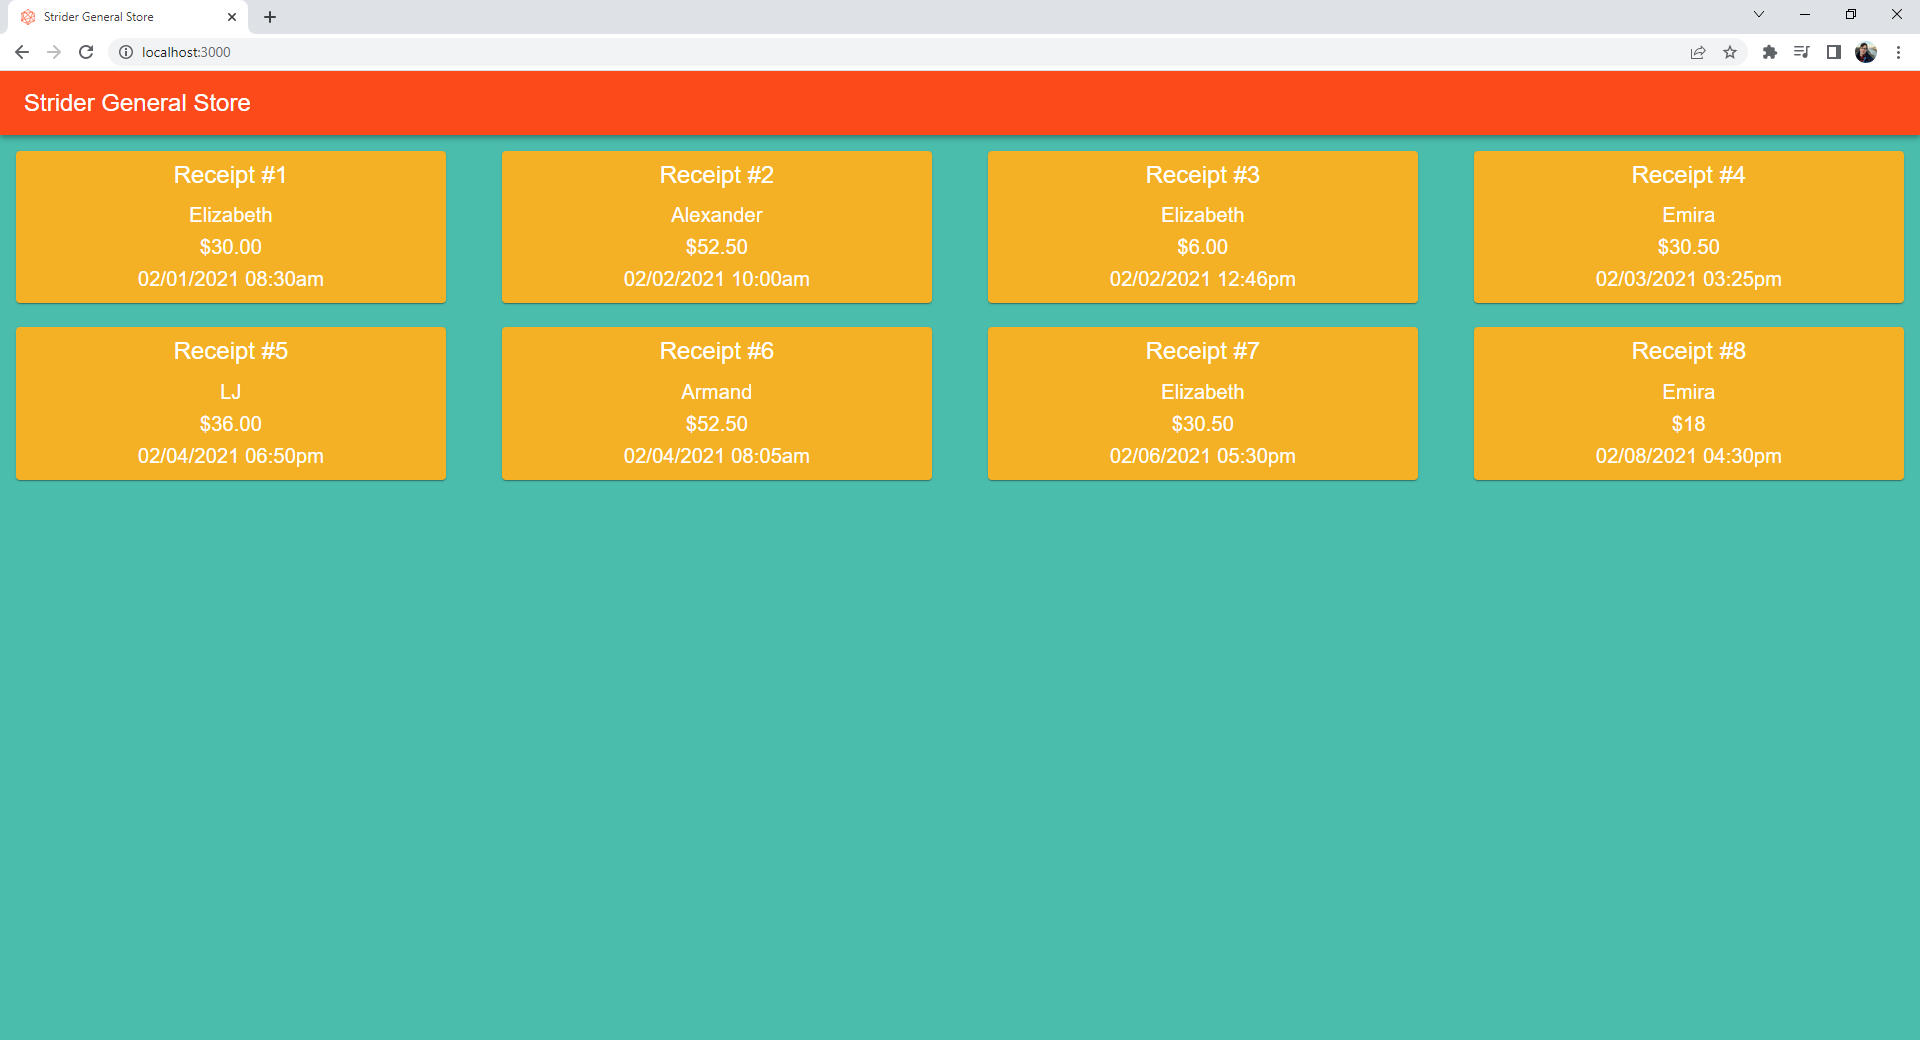 Strider General Store
localhost:3000
Strider General Store
Receipt #1
Elizabeth
$30.00
02/01/2021 08:30am
Receipt #2
Alexander
$52.50
02/02/2021 10:00am
Receipt #3
Elizabeth
$6.00
02/02/2021 12:46pm
Receipt #4
Emira
$30.50
02/03/2021 03:25pm
Receipt #5
LJ
$36.00
02/04/2021 06:50pm
Receipt #6
Armand
$52.50
02/04/2021 08:05am
Receipt #7
Elizabeth
$30.50
02/06/2021 05:30pm
Receipt #8
Emira
$18
02/08/2021 04:30pm